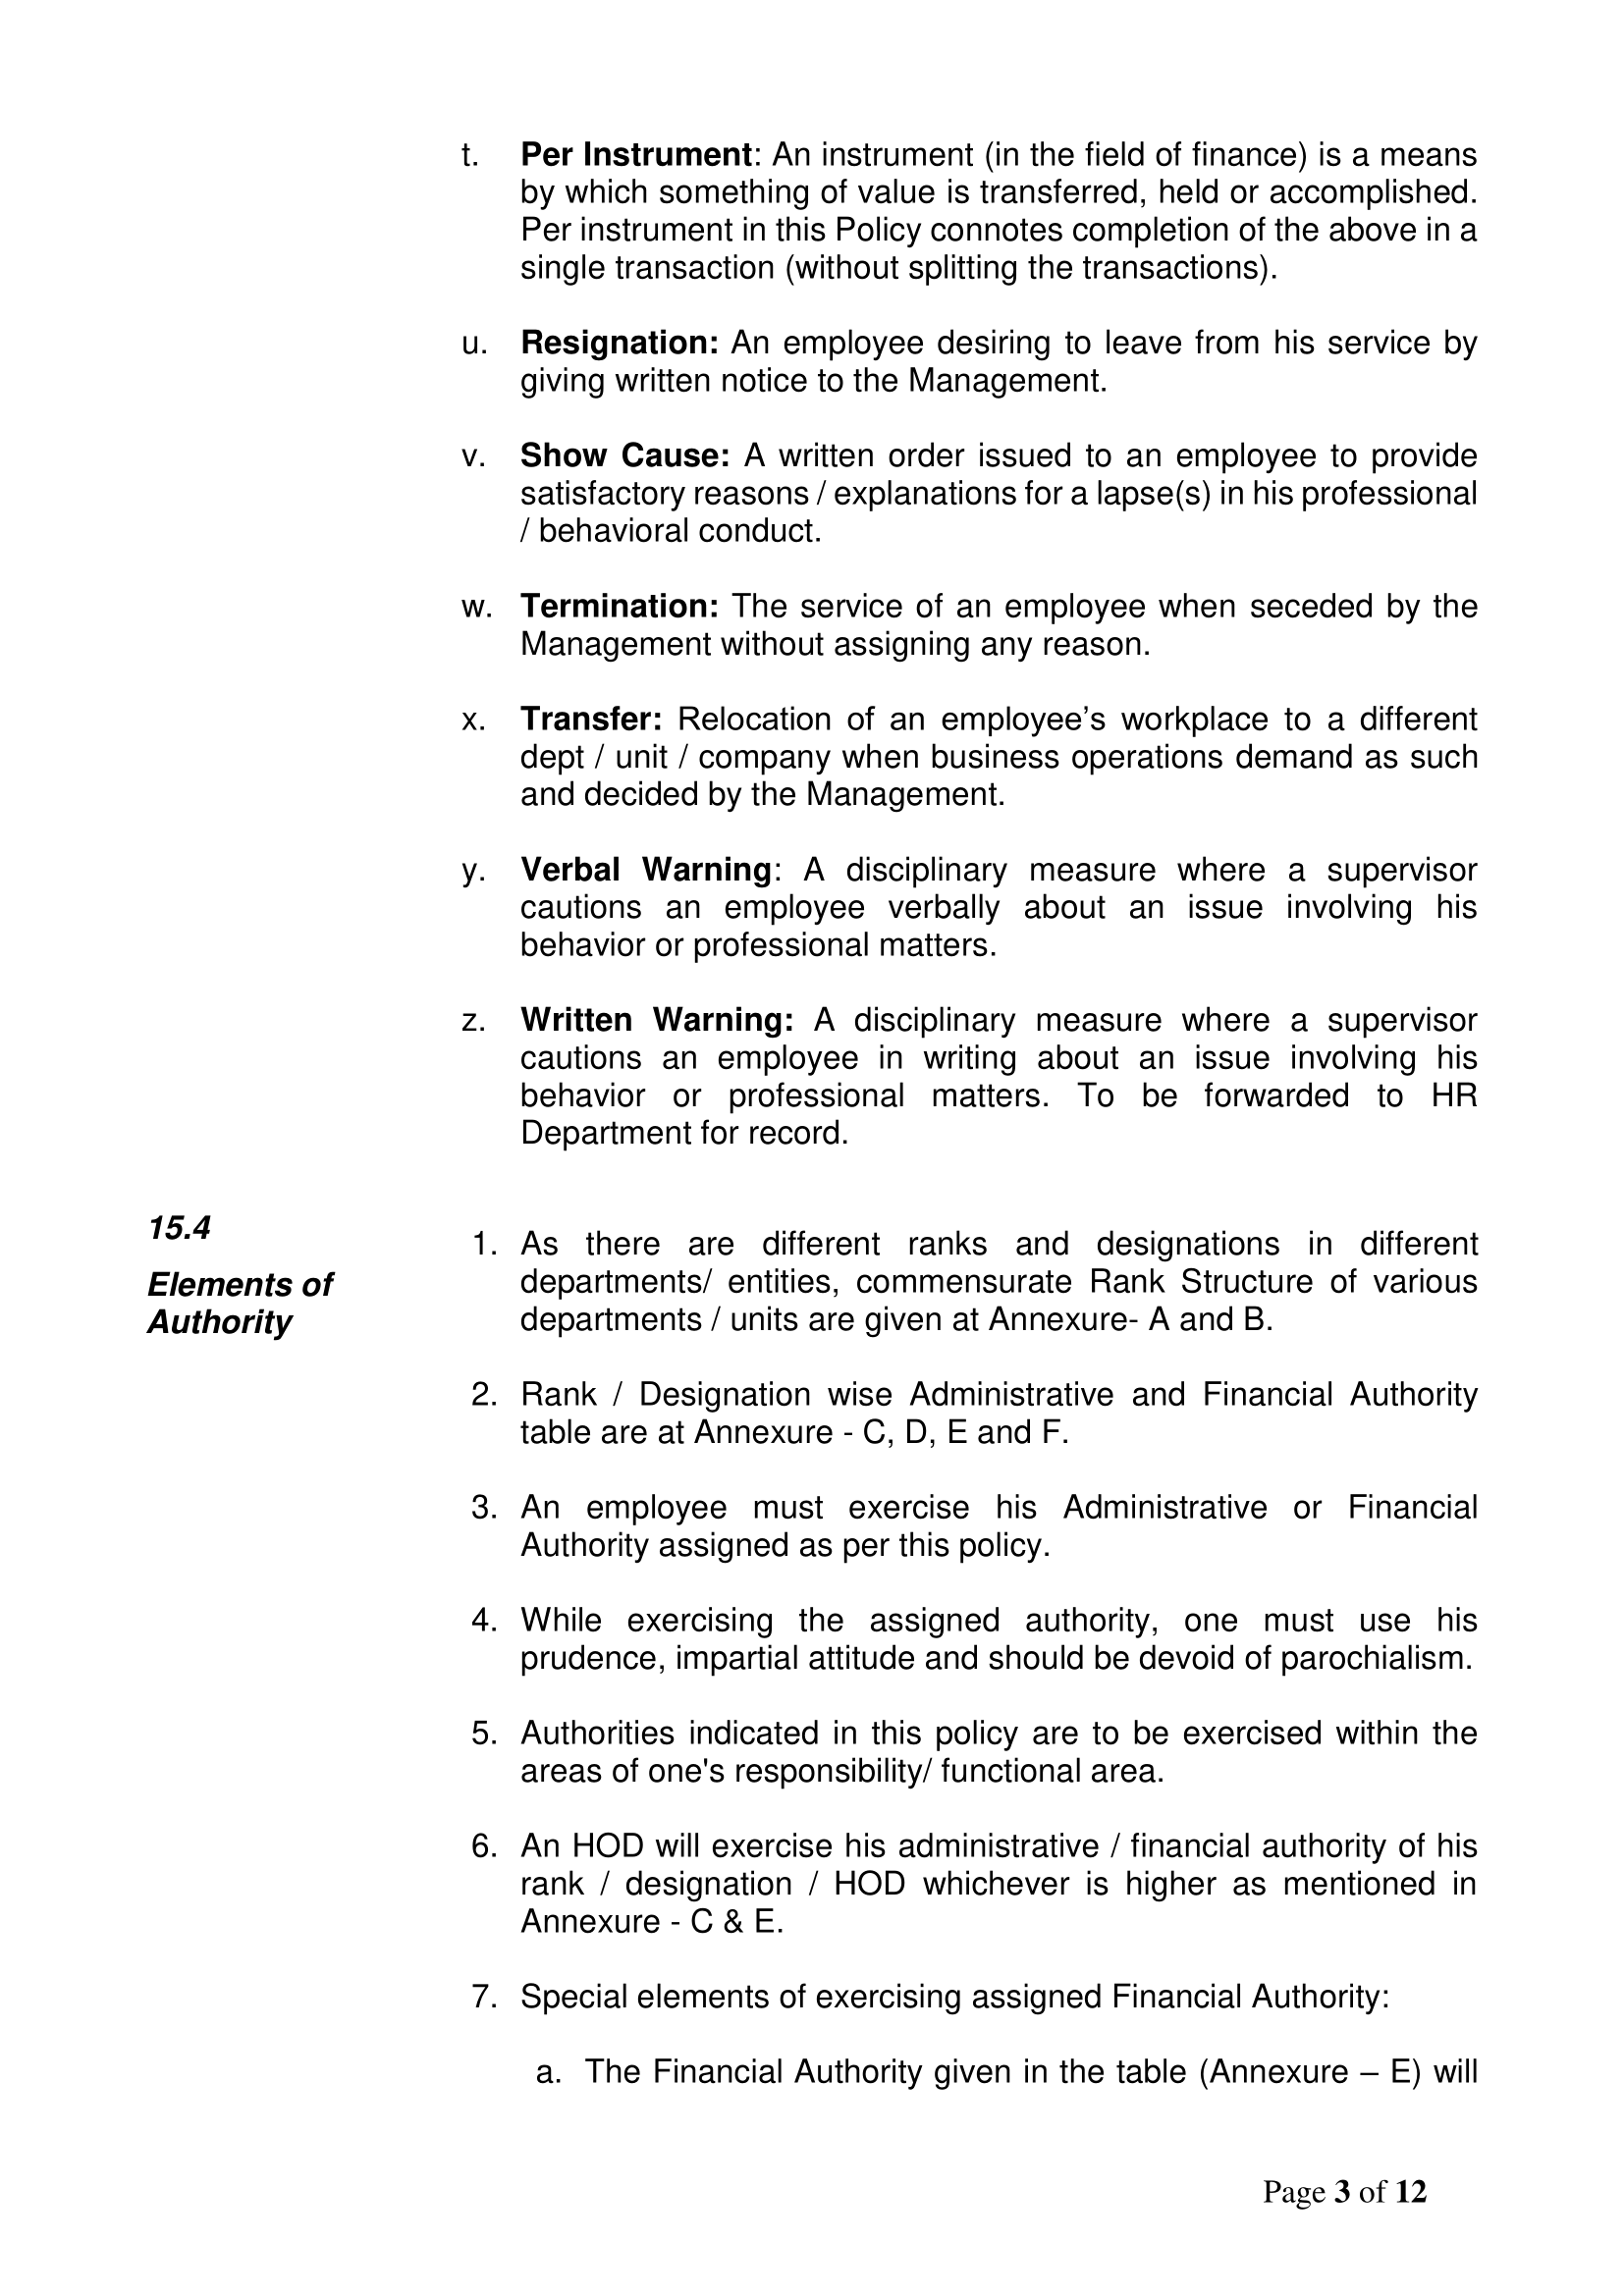 t. Per Instrument: An instrument (in the field of finance) is a means
by which something of value is transferred, held or accomplished.
Per instrument in this Policy connotes completion of the above in a
single transaction (without splitting the transactions).
u. Resignation: An employee desiring to leave from his service by
giving written notice to the Management.
v. Show Cause: A written order issued to an employee to provide
satisfactory reasons / explanations for a lapse(s) in his professional
/ behavioral conduct.
w. Termination: The service of an employee when seceded by the
Management without assigning any reason.
x. Transfer: Relocation of an employee’s workplace to a different
dept / unit / company when business operations demand as such
and decided by the Management.
y. Verbal Warning: A disciplinary measure where a supervisor
cautions an employee verbally about an issue involving his
behavior or professional matters.
z. Written Warning: A disciplinary measure where a supervisor
cautions an employee in writing about an issue involving his
behavior or professional matters. To be forwarded to HR
Department for record.
15.4
Elements of
Authority
1. As there are different ranks and designations in different
departments/ entities, commensurate Rank Structure of various
departments / units are given at Annexure- A and B.
2. Rank / Designation wise Administrative and Financial Authority
table are at Annexure - C, D, E and F.
3. An employee must exercise his Administrative or Financial
Authority assigned as per this policy.
4. While exercising the assigned authority, one must use his
prudence, impartial attitude and should be devoid of parochialism.
5. Authorities indicated in this policy are to be exercised within the
areas of one's responsibility/ functional area.
6. An HOD will exercise his administrative / financial authority of his
rank / designation / HOD whichever is higher as mentioned in
Annexure - C & E.
7. Special elements of exercising assigned Financial Authority:
a. The Financial Authority given in the table (Annexure – E) will
Page 3 of 12